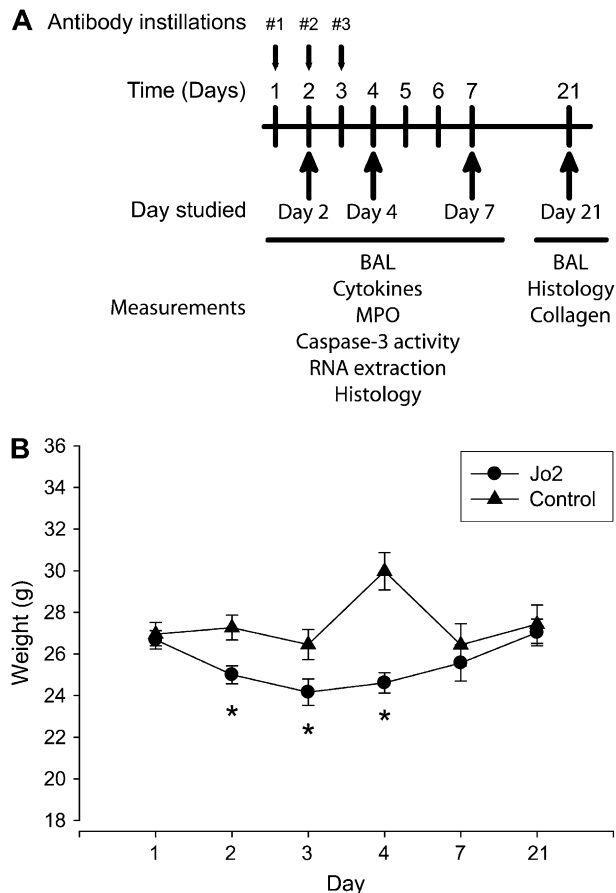 A
Antibody instillations #1 #2 #3
Time (Days) 1 2 3 4 5 6 7 21
Day studied Day 2 Day 4 Day 7 Day 21
Measurements
BAL
Cytokines
MPO
Caspase-3 activity
RNA extraction
Histology
BAL
Histology
Collagen
B
36
34
32
30
28
26
24
22
20
18
Weight (g)
Jo2
Control
* * *
1 2 3 4 7 21
Day